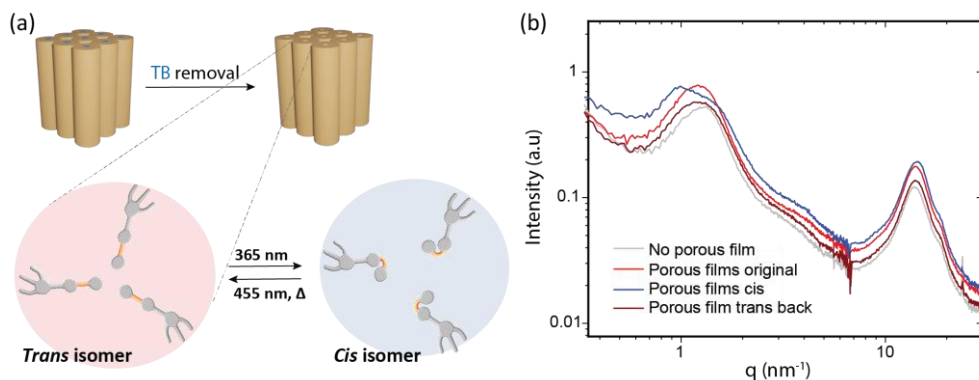 (a)
TB removal
365 nm
455 nm, Δ
Trans isomer
Cis isomer
(b)
Intensity (a.u)
1
0.1
0.01
No porous film
Porous films original
Porous films cis
Porous film trans back
1
10
q (nm⁻¹)